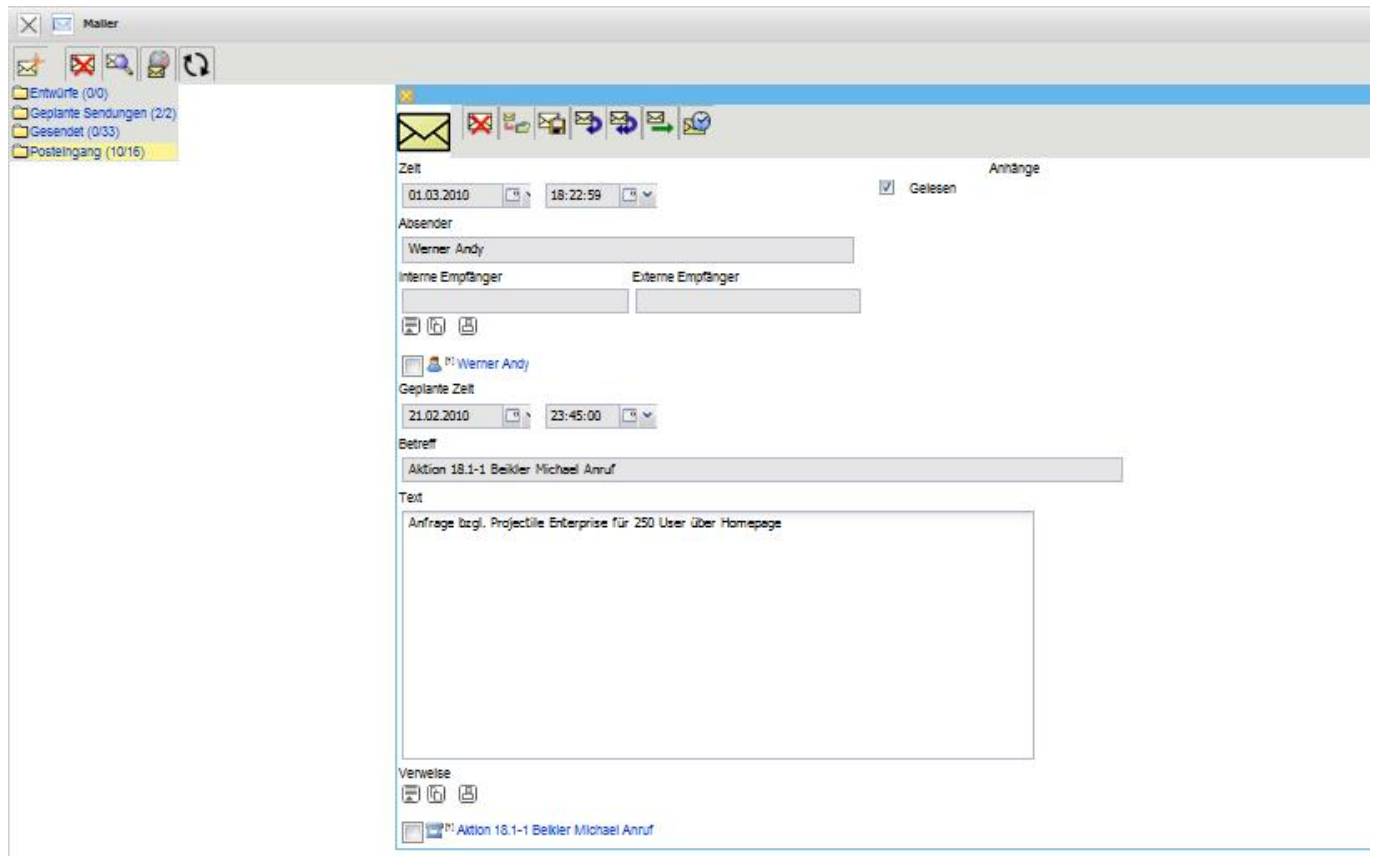 Mailer
Entwürfe (0/0)
Geplante Sendungen (2/2)
Gesendet (0/33)
Posteingang (10/16)
Zeit
Anhänge
01.03.2010 18:22:59 Gelesen
Absender
Werner Andy
Interne Empfänger Externe Empfänger
Werner Andy
Geplante Zeit
21.02.2010 23:45:00
Betreff
Aktion 18.1-1 Beikler Michael Anruf
Text
Anfrage bzgl. Projectile Enterprise für 250 User über Homepage
Verweise
Aktion 18.1-1 Beikler Michael Anruf